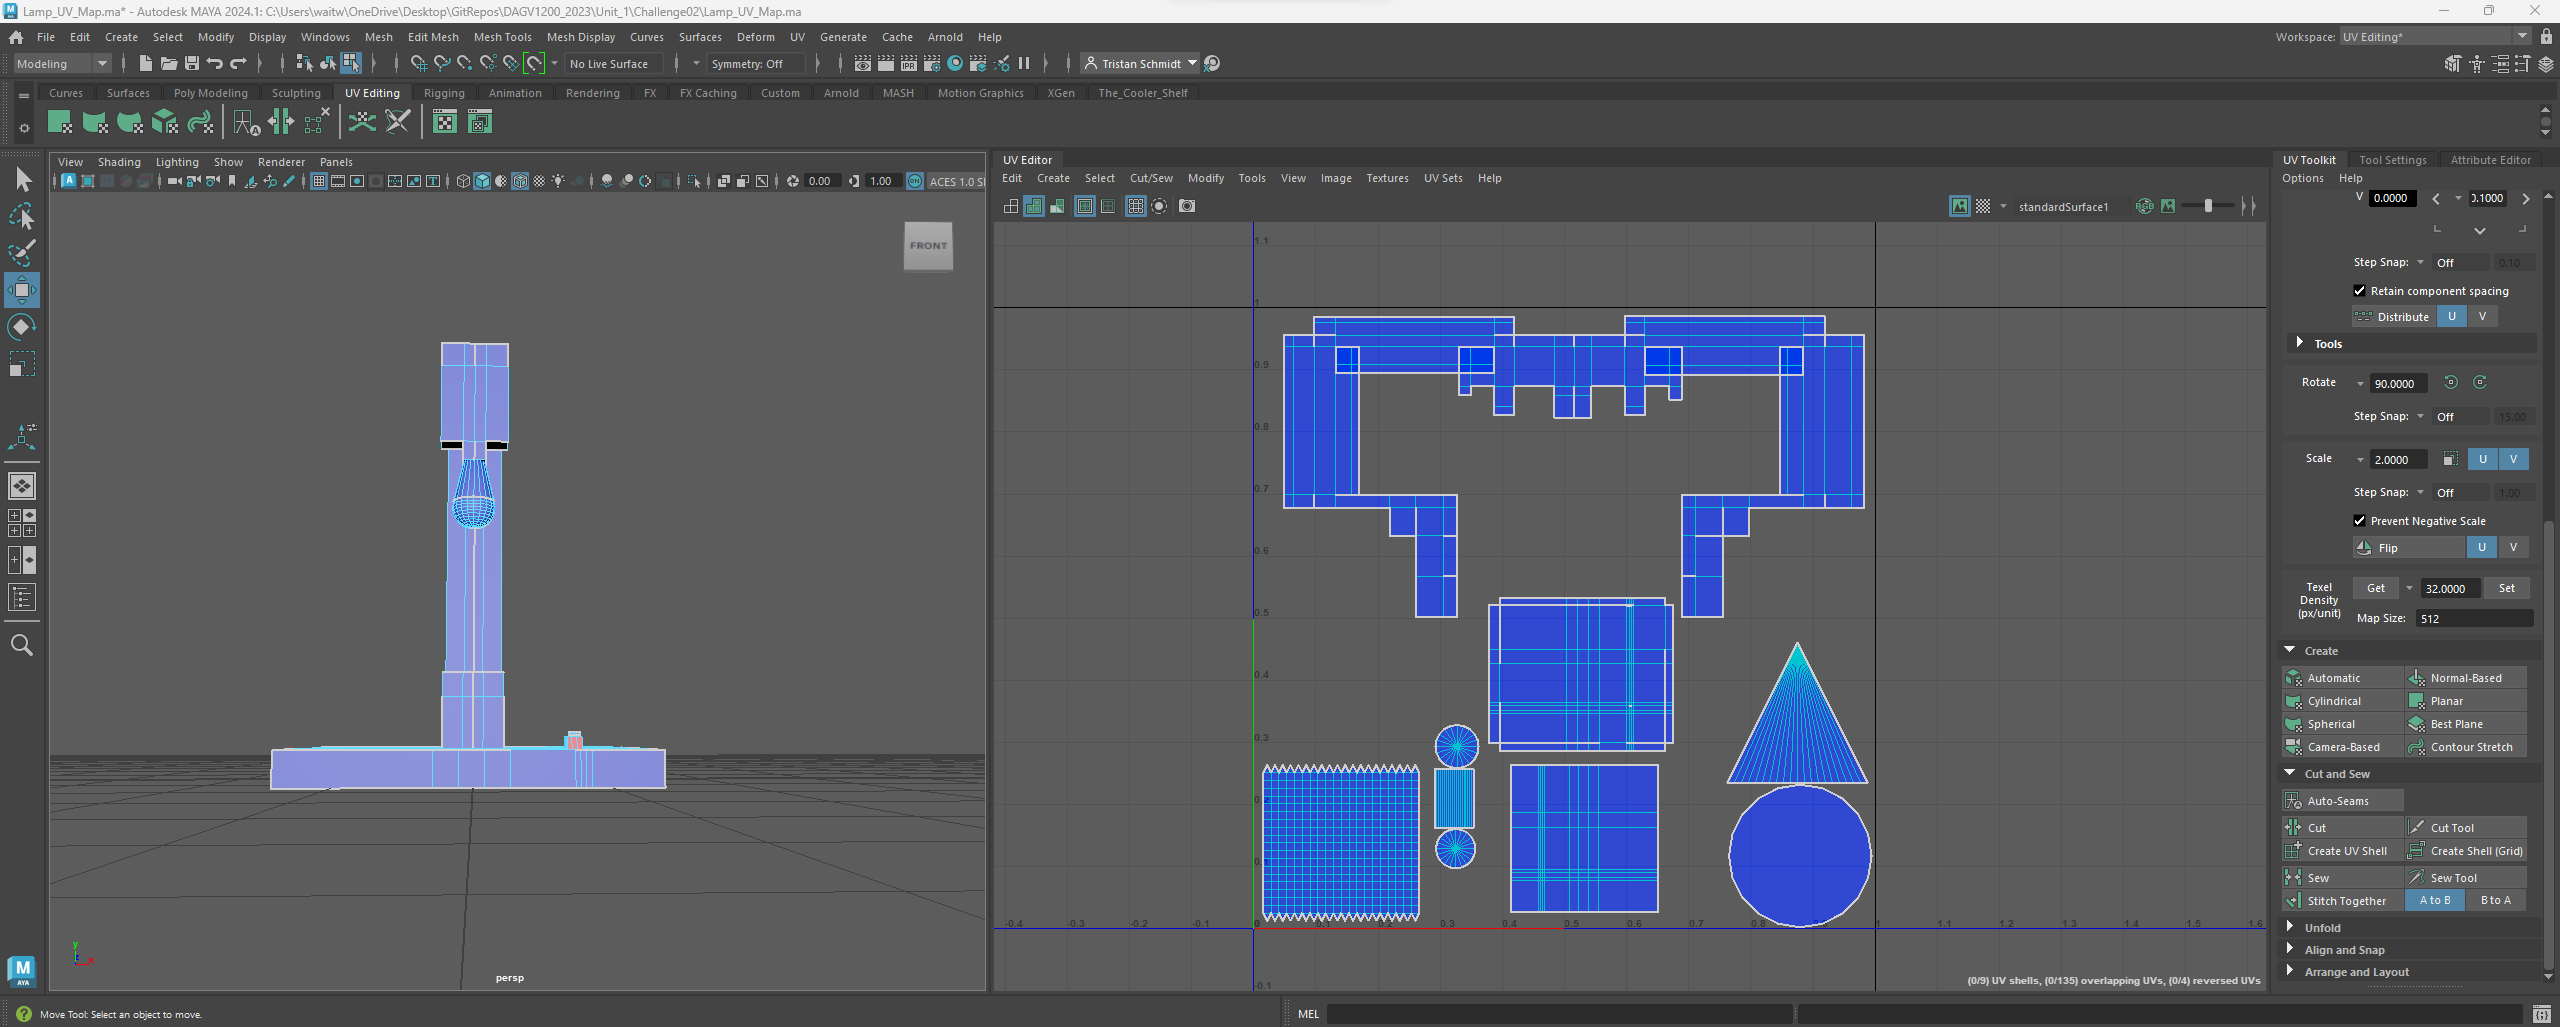 Lamp_UV_Map.ma* - Autodesk MAYA 2024.1: C:\Users\waitw\OneDrive\Desktop\GitRepos\DAGV1200_2023\Unit_1\Challenge02\Lamp_UV_Map.ma
File Edit Create Select Modify Display Windows Mesh Edit Mesh Mesh Tools Mesh Display Curves Surfaces Deform UV Generate Cache Arnold Help
Workspace: UV Editing*
Modeling No Live Surface Symmetry: Off Tristan Schmidt
Curves Surfaces Poly Modeling Sculpting UV Editing Rigging Animation Rendering FX FX Caching Custom Arnold MASH Motion Graphics XGen The_Cooler_Shelf
View Shading Lighting Show Renderer Panels
0.00 1.00 ACES 1.0
FRONT
persp
y
UV Editor
Edit Create Select Cut/Sew Modify Tools View Image Textures UV Sets Help
standardSurface1
1.1
1
0.9
0.8
0.7
0.6
0.5
0.4
0.3
-0.4 -0.3 -0.2 -0.1 0 0.1 0.2 0.3 0.4 0.5 0.6 0.7 0.8 1 1.1 1.2 1.3 1.4 1.5 1.6
-0.1
(0/9) UV shells, (0/135) overlapping UVs, (0/4) reversed UVs
UV Toolkit Tool Settings Attribute Editor
Options Help
V 0.0000 0.1000
Step Snap: Off 0.10
Retain component spacing
Distribute U V
Tools
Rotate 90.0000
Step Snap: Off 15.00
Scale 2.0000 U V
Step Snap: Off 1.00
Prevent Negative Scale
Flip U V
Texel Density (px/unit) Get 32.0000 Set
Map Size: 512
Create
Automatic Normal-Based
Cylindrical Planar
Spherical Best Plane
Camera-Based Contour Stretch
Cut and Sew
Auto-Seams
Cut Cut Tool
Create UV Shell Create Shell (Grid)
Sew Sew Tool
Stitch Together A to B B to A
Unfold
Align and Snap
Arrange and Layout
M
AYA
Move Tool: Select an object to move.
MEL